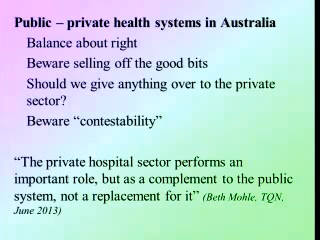 Public – private health systems in Australia
Balance about right
Beware selling off the good bits
Should we give anything over to the private
sector?
Beware “contestability”
“The private hospital sector performs an
important role, but as a complement to the public
system, not a replacement for it” (Beth Mohle, TQN,
June 2013)